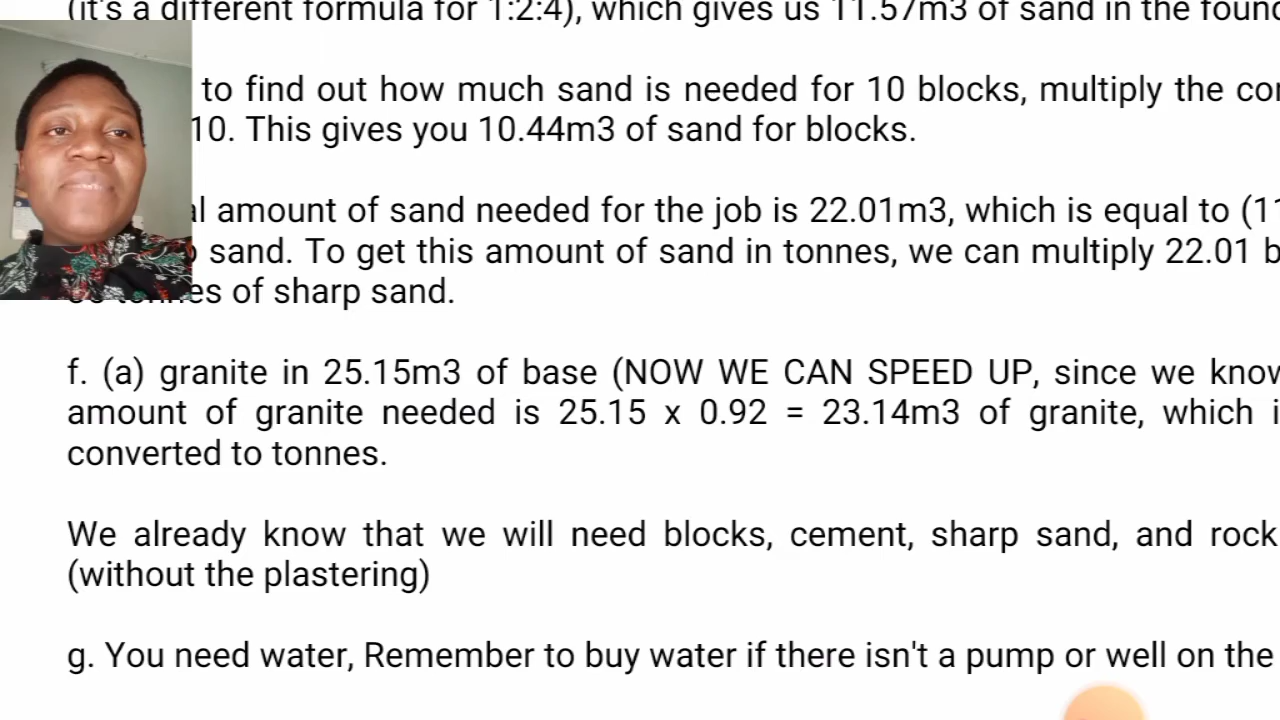 (it's a different formula for 1:2:4), which gives us 11.57m3 of sand in the
to find out how much sand is needed for 10 blocks, multiply the
10. This gives you 10.44m3 of sand for blocks.
amount of sand needed for the job is 22.01m3, which is equal to
sand. To get this amount of sand in tonnes, we can multiply 22.01
of sharp sand.
f. (a) granite in 25.15m3 of base (NOW WE CAN SPEED UP, since we know
amount of granite needed is 25.15 x 0.92 = 23.14m3 of granite, which
converted to tonnes.
We already know that we will need blocks, cement, sharp sand, and rock
(without the plastering)
g. You need water, Remember to buy water if there isn't a pump or well on the